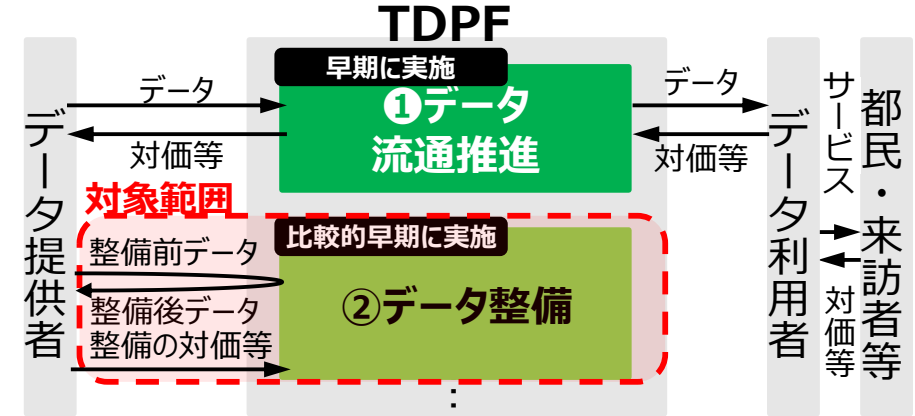 TDPF
早期に実施
❶データ
流通推進
データ
対価等
データ
対価等
データ提供者
データ利用者
サービス
対価等
都民・来訪者等
対象範囲
比較的早期に実施
整備前データ
②データ整備
整備後データ
整備の対価等
：